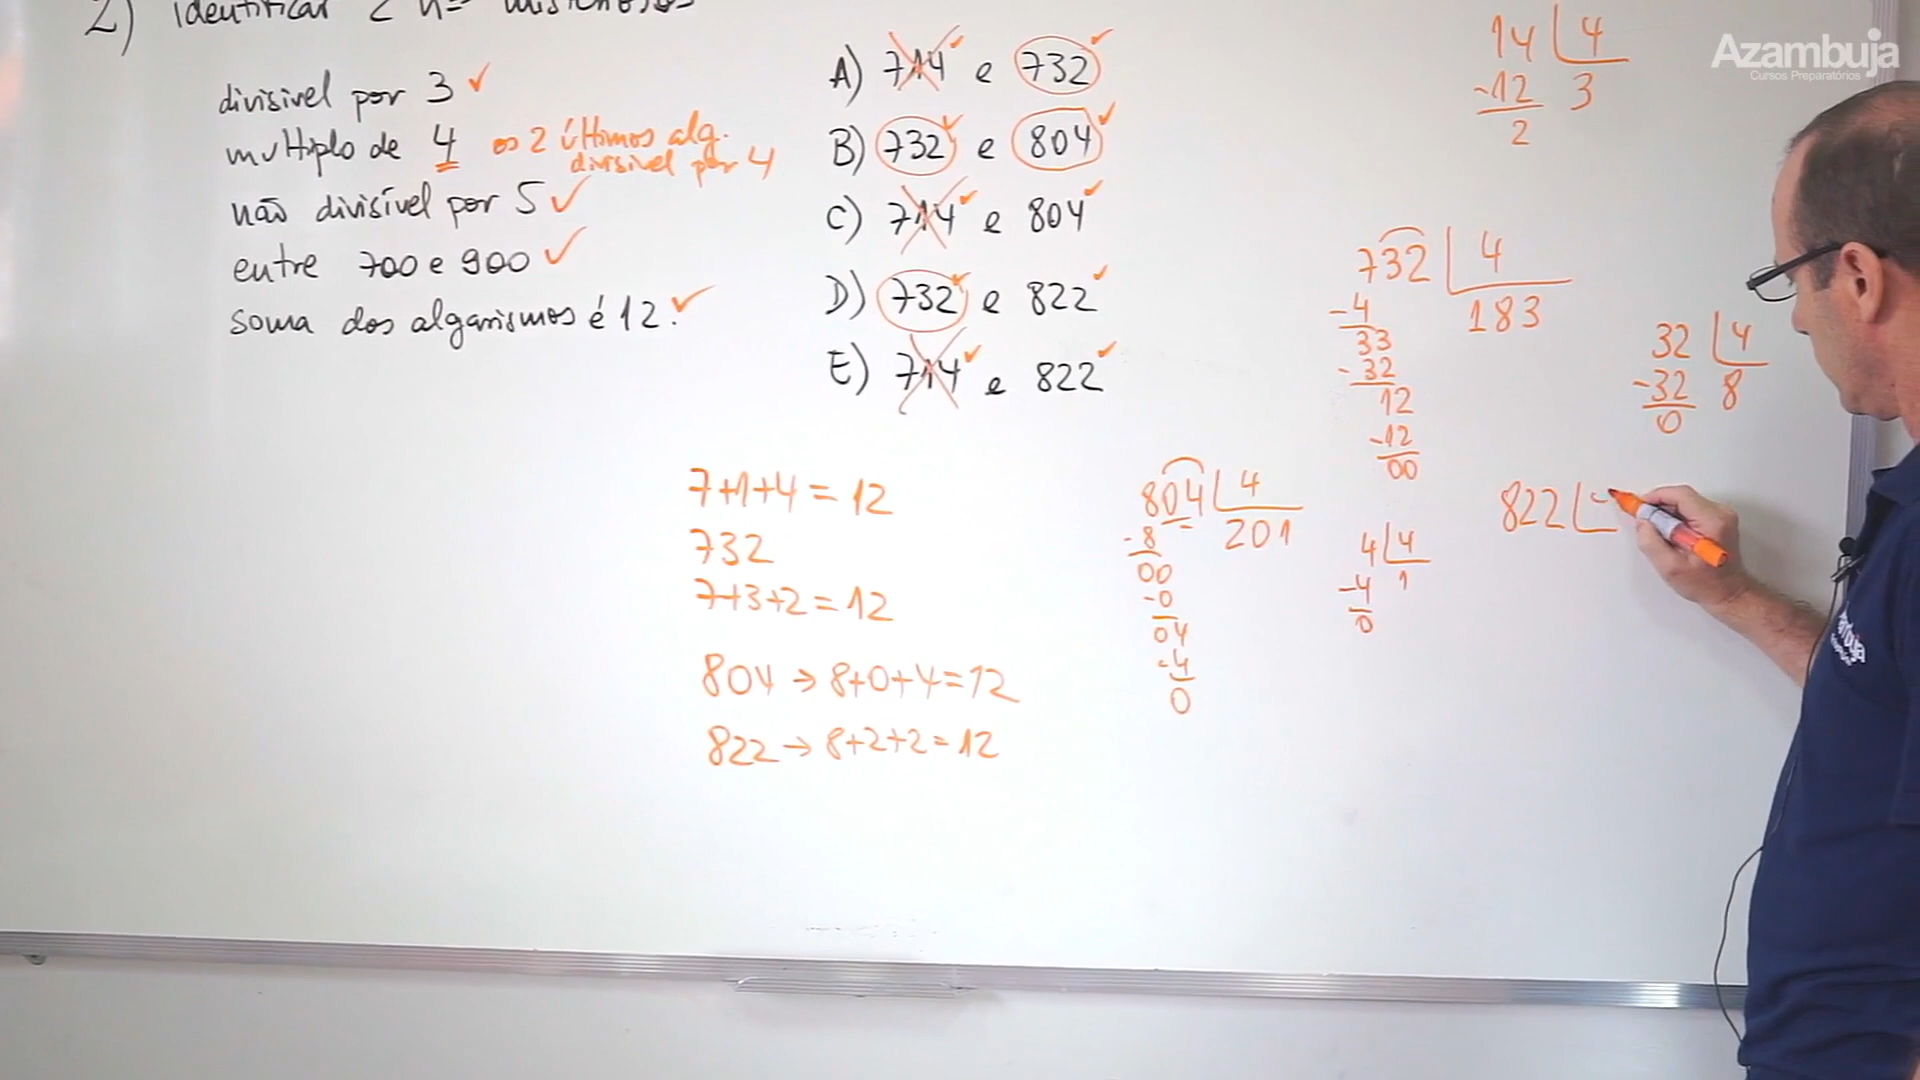 2) identificar 2 nos misteriosos
divisível por 3 ✓
multiplo de 4 os 2 últimos alg. divisível por 4
não divisível por 5 ✓
entre 700 e 900 ✓
soma dos algarismos é 12. ✓
A) 714 ✓ e 732 ✓
B) 732 ✓ e 804 ✓
C) 714 ✓ e 804 ✓
D) 732 ✓ e 822 ✓
E) 714 ✓ e 822 ✓
7+1+4 = 12
732
7+3+2 = 12
804 → 8+0+4=12
822 → 8+2+2=12
14 4
-12 3
2
732 4
-4 183
33
-32
12
-12
00
32 4
-32 8
0
804 4
-8 201
00
-0
04
-4
0
4 4
-4 1
0
822
Azambuja
Cursos Preparatórios